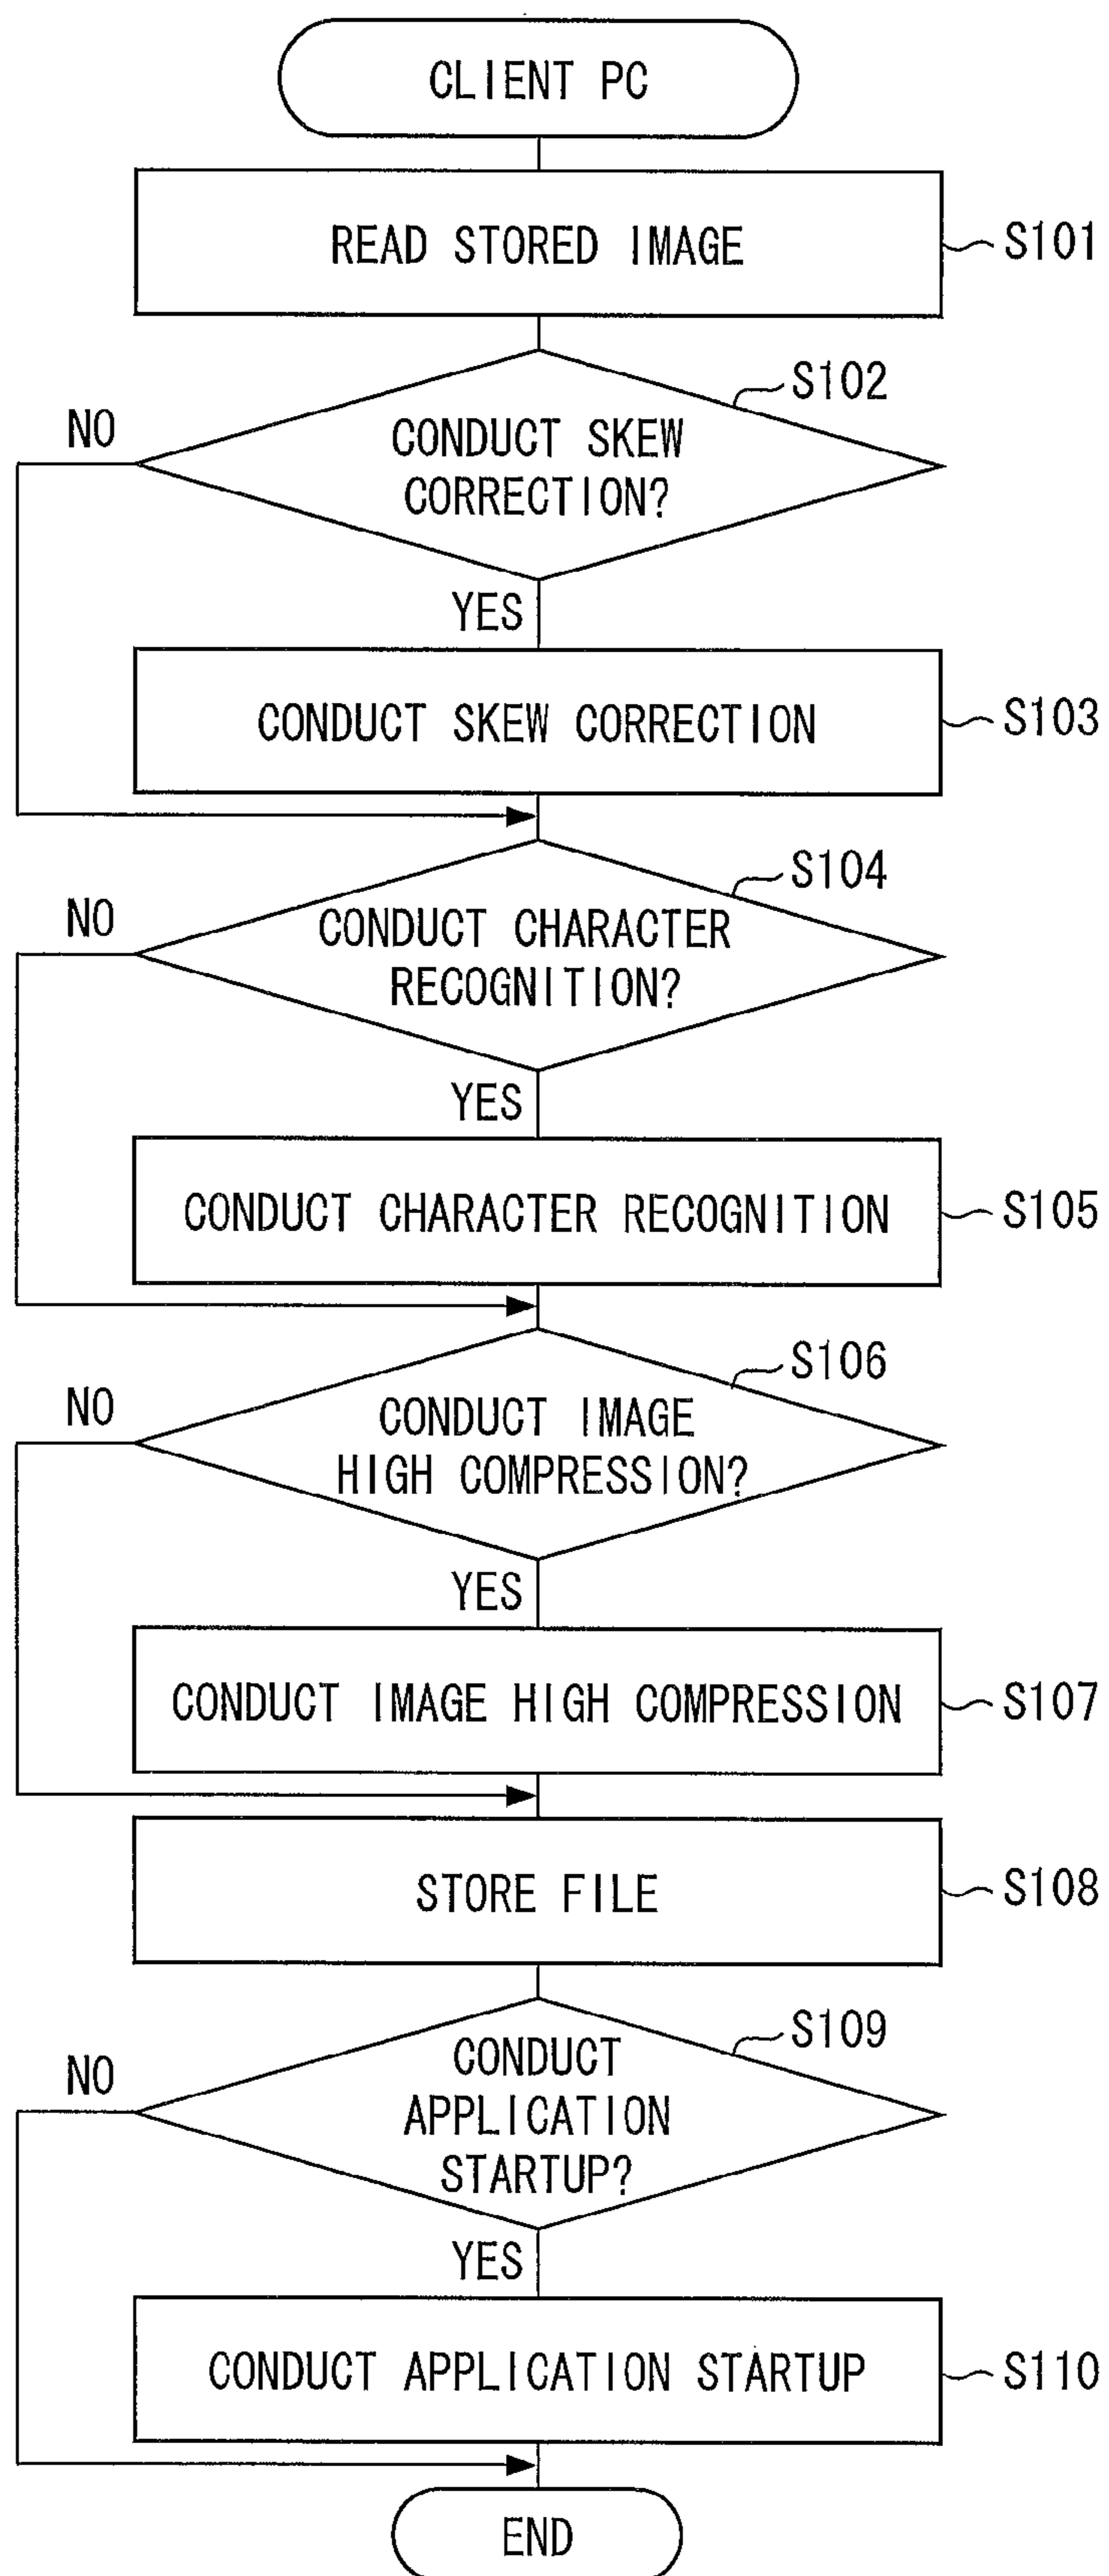 CLIENT PC
READ STORED IMAGE
S101
S102
NO
CONDUCT SKEW
CORRECTION?
YES
CONDUCT SKEW CORRECTION
S103
S104
NO
CONDUCT CHARACTER
RECOGNITION?
YES
CONDUCT CHARACTER RECOGNITION
S105
S106
NO
CONDUCT IMAGE
HIGH COMPRESSION?
YES
CONDUCT IMAGE HIGH COMPRESSION
S107
STORE FILE
S108
S109
NO
CONDUCT
APPLICATION
STARTUP?
YES
CONDUCT APPLICATION STARTUP
S110
END